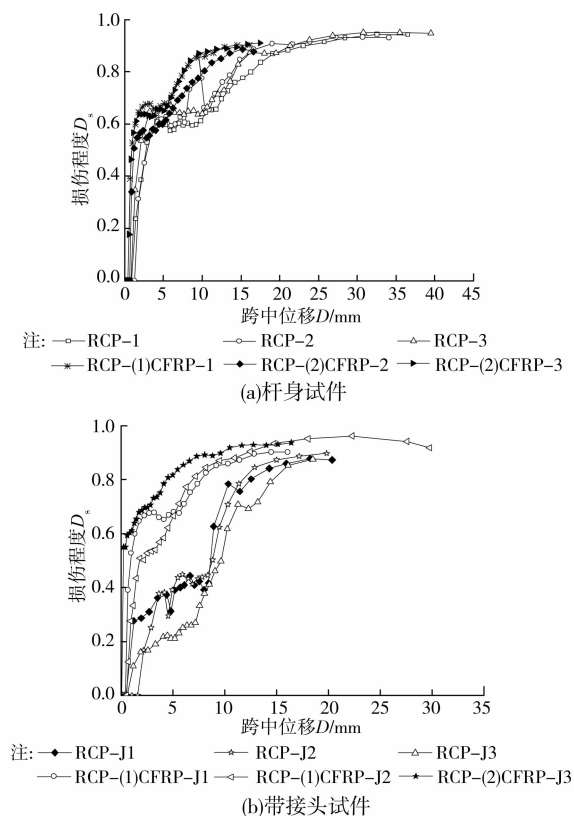 1.0
0.8
0.6
0.4
0.2
0.0
损伤程度Ds
0 5 10 15 20 25 30 35 40 45
跨中位移D/mm
注: RCP-1 RCP-2 RCP-3
RCP-(1)CFRP-1 RCP-(2)CFRP-2 RCP-(2)CFRP-3
(a)杆身试件
1.0
0.8
0.6
0.4
0.2
0.0
损伤程度Ds
0 5 10 15 20 25 30 35
跨中位移D/mm
注: RCP-J1 RCP-J2 RCP-J3
RCP-(1)CFRP-J1 RCP-(1)CFRP-J2 RCP-(2)CFRP-J3
(b)带接头试件